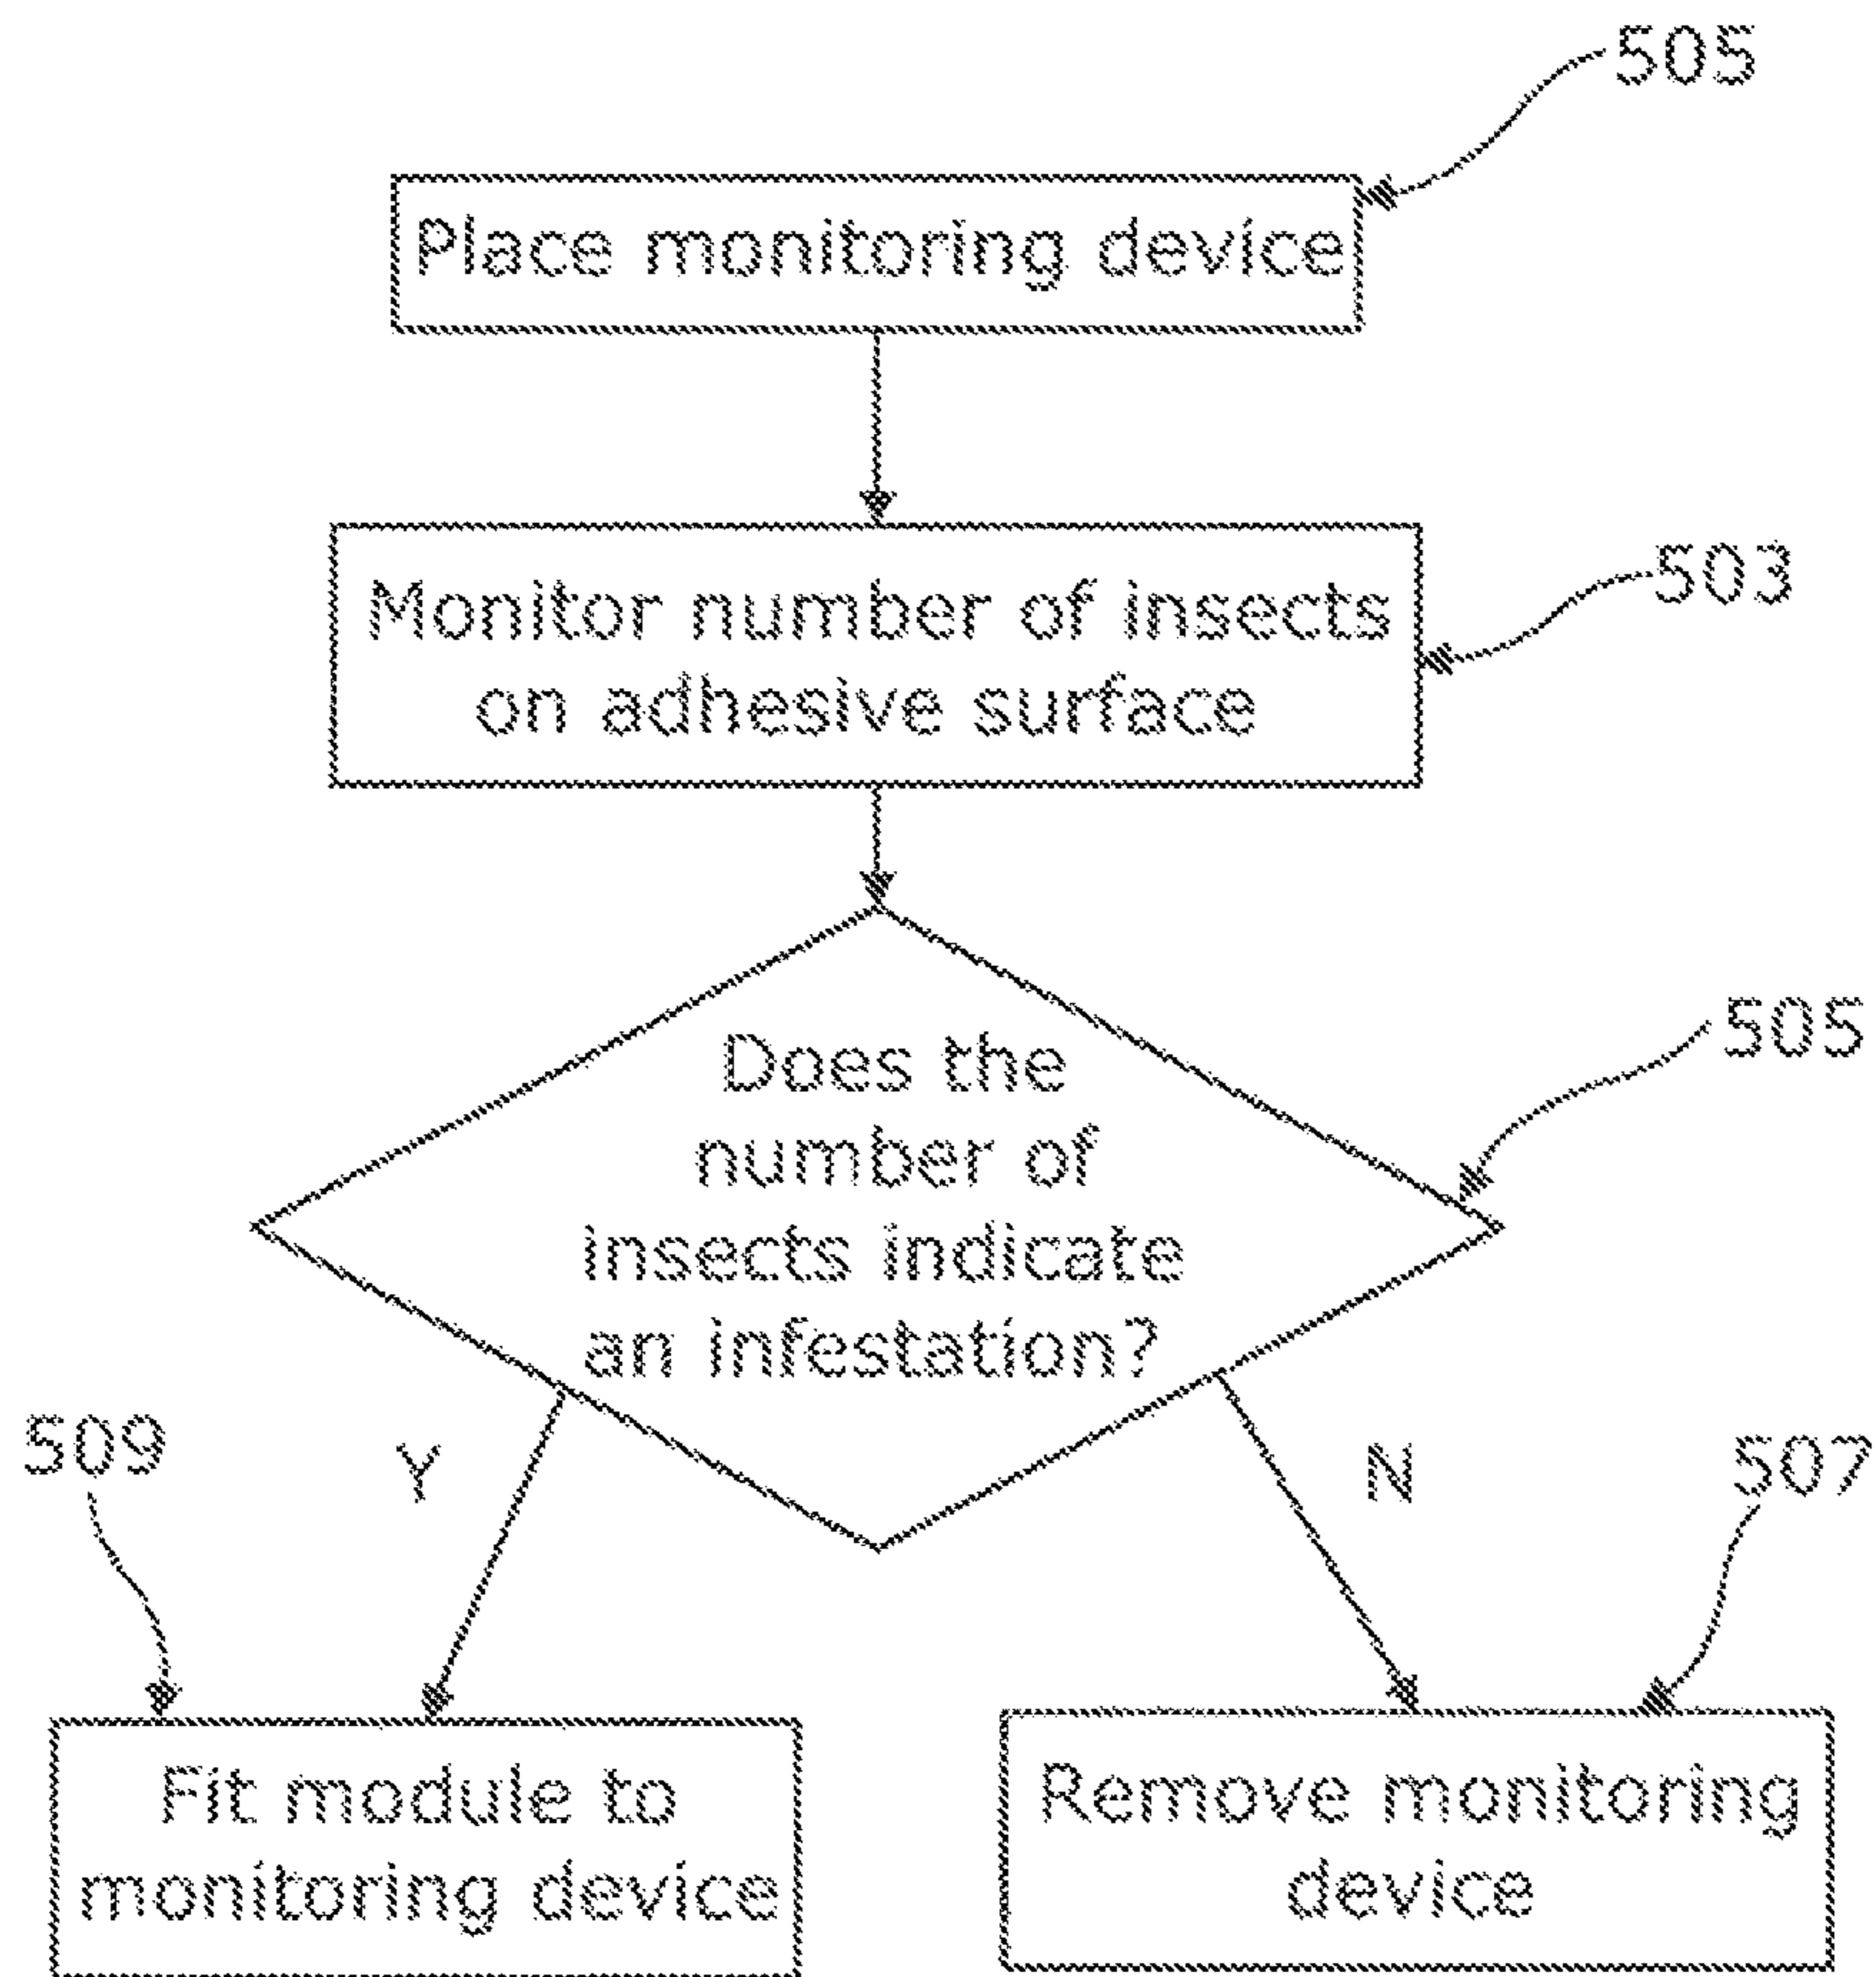 505
Place monitoring device
503
Monitor number of insects
on adhesive surface
505
Does the
number of
insects indicate
an infestation?
509
Y
N
507
Fit module to
monitoring device
Remove monitoring
device